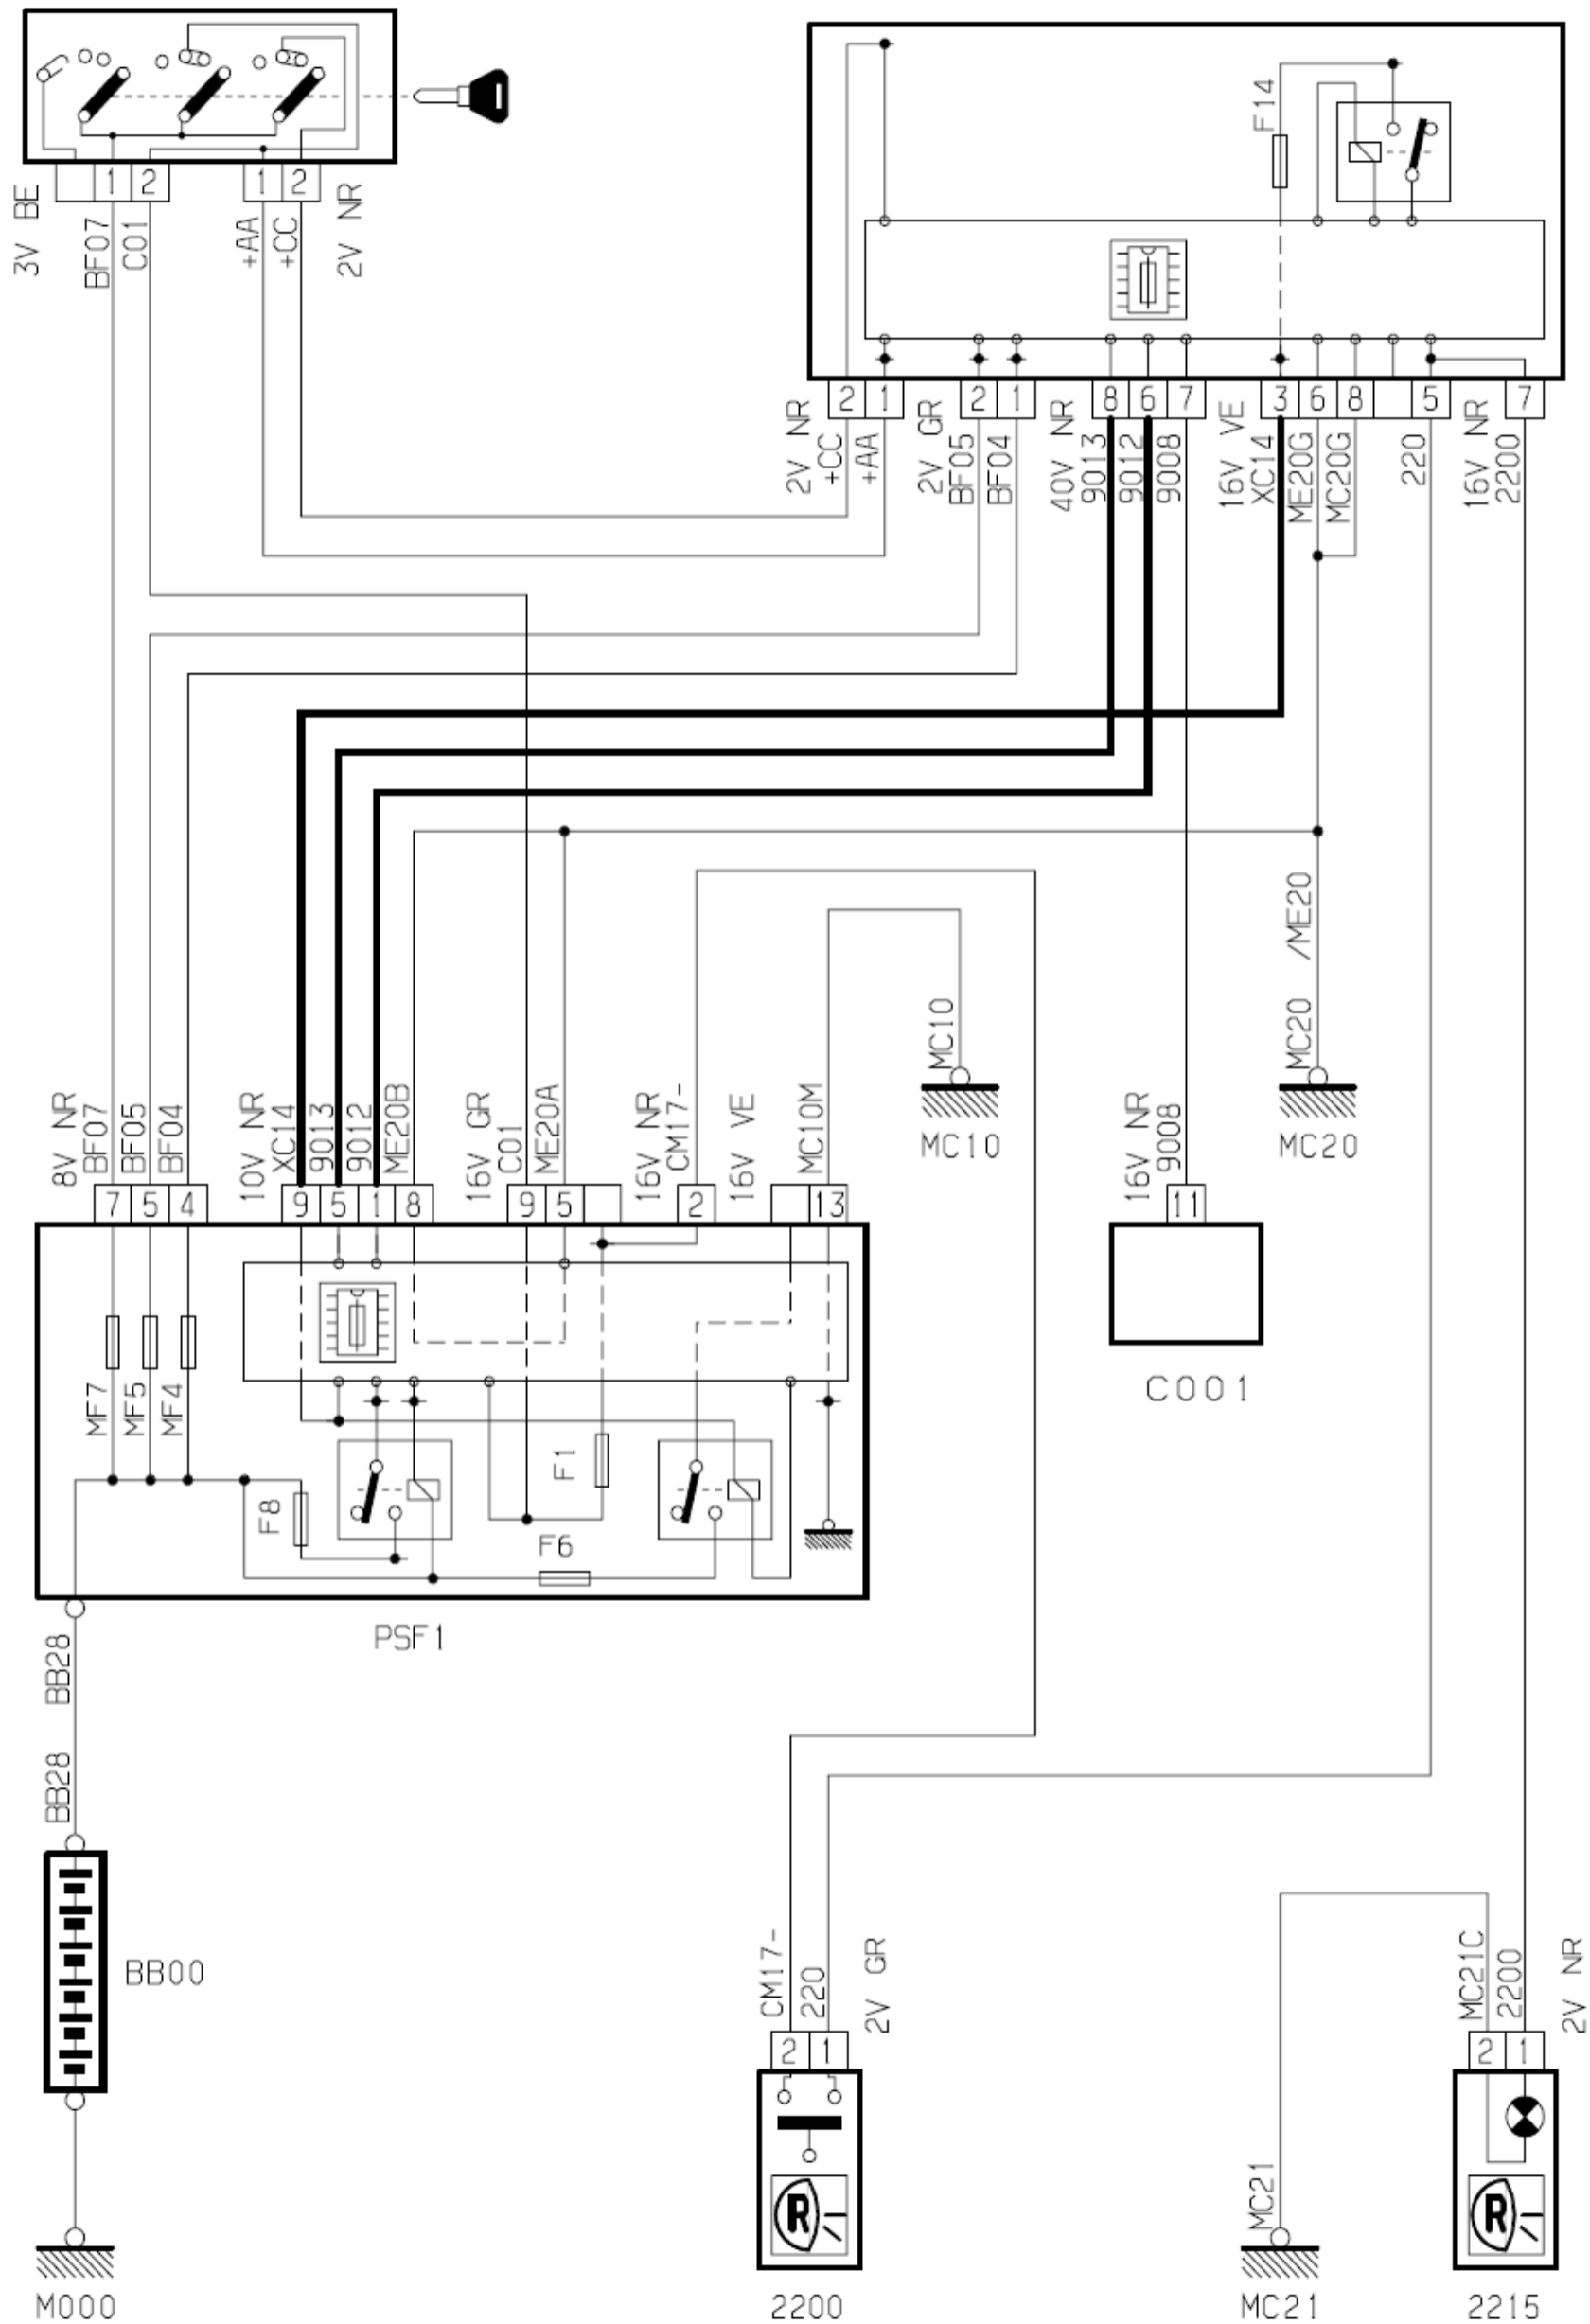 1 2 1 2
3V BE
BF07
C01
+AA
+CC
2V NR
F14
2 1 2 1 8 6 7 3 6 8 5 7
2V NR
+CC
+AA
2V GR
BF05
BF04
40V NR
9013
9012
9008
16V VE
XC14
ME20G
MC20G
220
16V NR
2200
/ME20
MC20
MC20
MC10
MC10
8V NR
BF07
BF05
BF04
10V NR
XC14
9013
9012
ME20B
16V GR
C01
ME20A
16V NR
CM17-
16V VE
MC10M
16V NR
9008
7 5 4 9 5 1 8 9 5 2 13 11
C001
MF7
MF5
MF4
F8
F1
F6
PSF1
BB28
BB28
BB00
M000
CM17-
220
2V GR
2 1
R
2200
MC21
MC21
MC21C
2200
2V NR
2 1
R
2215